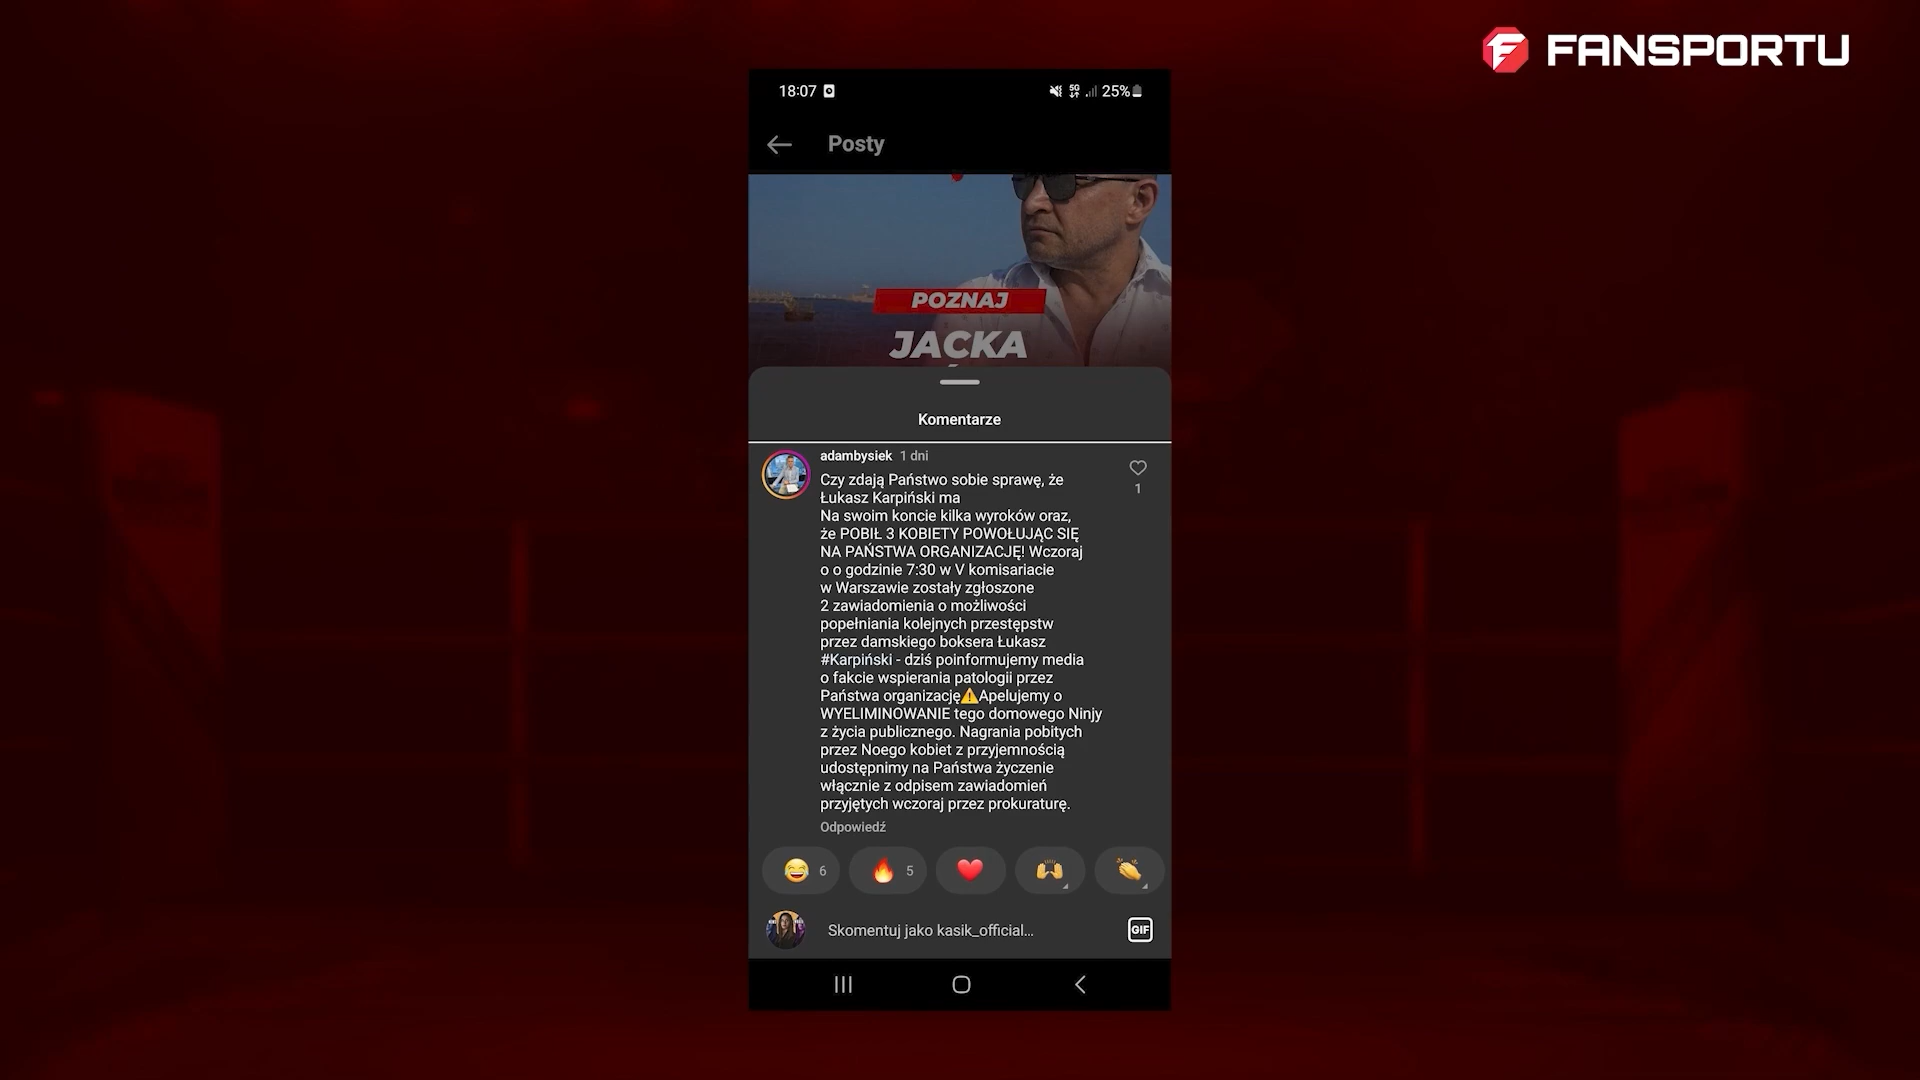 FANSPORTU
18:07
5G
25%
Posty
POZNAJ
JACKA
Komentarze
adambysiek 1 dni
Czy zdają Państwo sobie sprawę, że
Łukasz Karpiński ma
Na swoim koncie kilka wyroków oraz,
że POBIŁ 3 KOBIETY POWOŁUJĄC SIĘ
NA PAŃSTWA ORGANIZACJĘ! Wczoraj
o o godzinie 7:30 w V komisariacie
w Warszawie zostały zgłoszone
2 zawiadomienia o możliwości
popełniania kolejnych przestępstw
przez damskiego boksera Łukasz
#Karpiński - dziś poinformujemy media
o fakcie wspierania patologii przez
Państwa organizację⚠️Apelujemy o
WYELIMINOWANIE tego domowego Ninjy
z życia publicznego. Nagrania pobitych
przez Noego kobiet z przyjemnością
udostępnimy na Państwa życzenie
włącznie z odpisem zawiadomień
przyjętych wczoraj przez prokuraturę.
1
Odpowiedź
😂 6 🔥 5 ❤️ 🙌 👏
Skomentuj jako kasik_official...
GIF